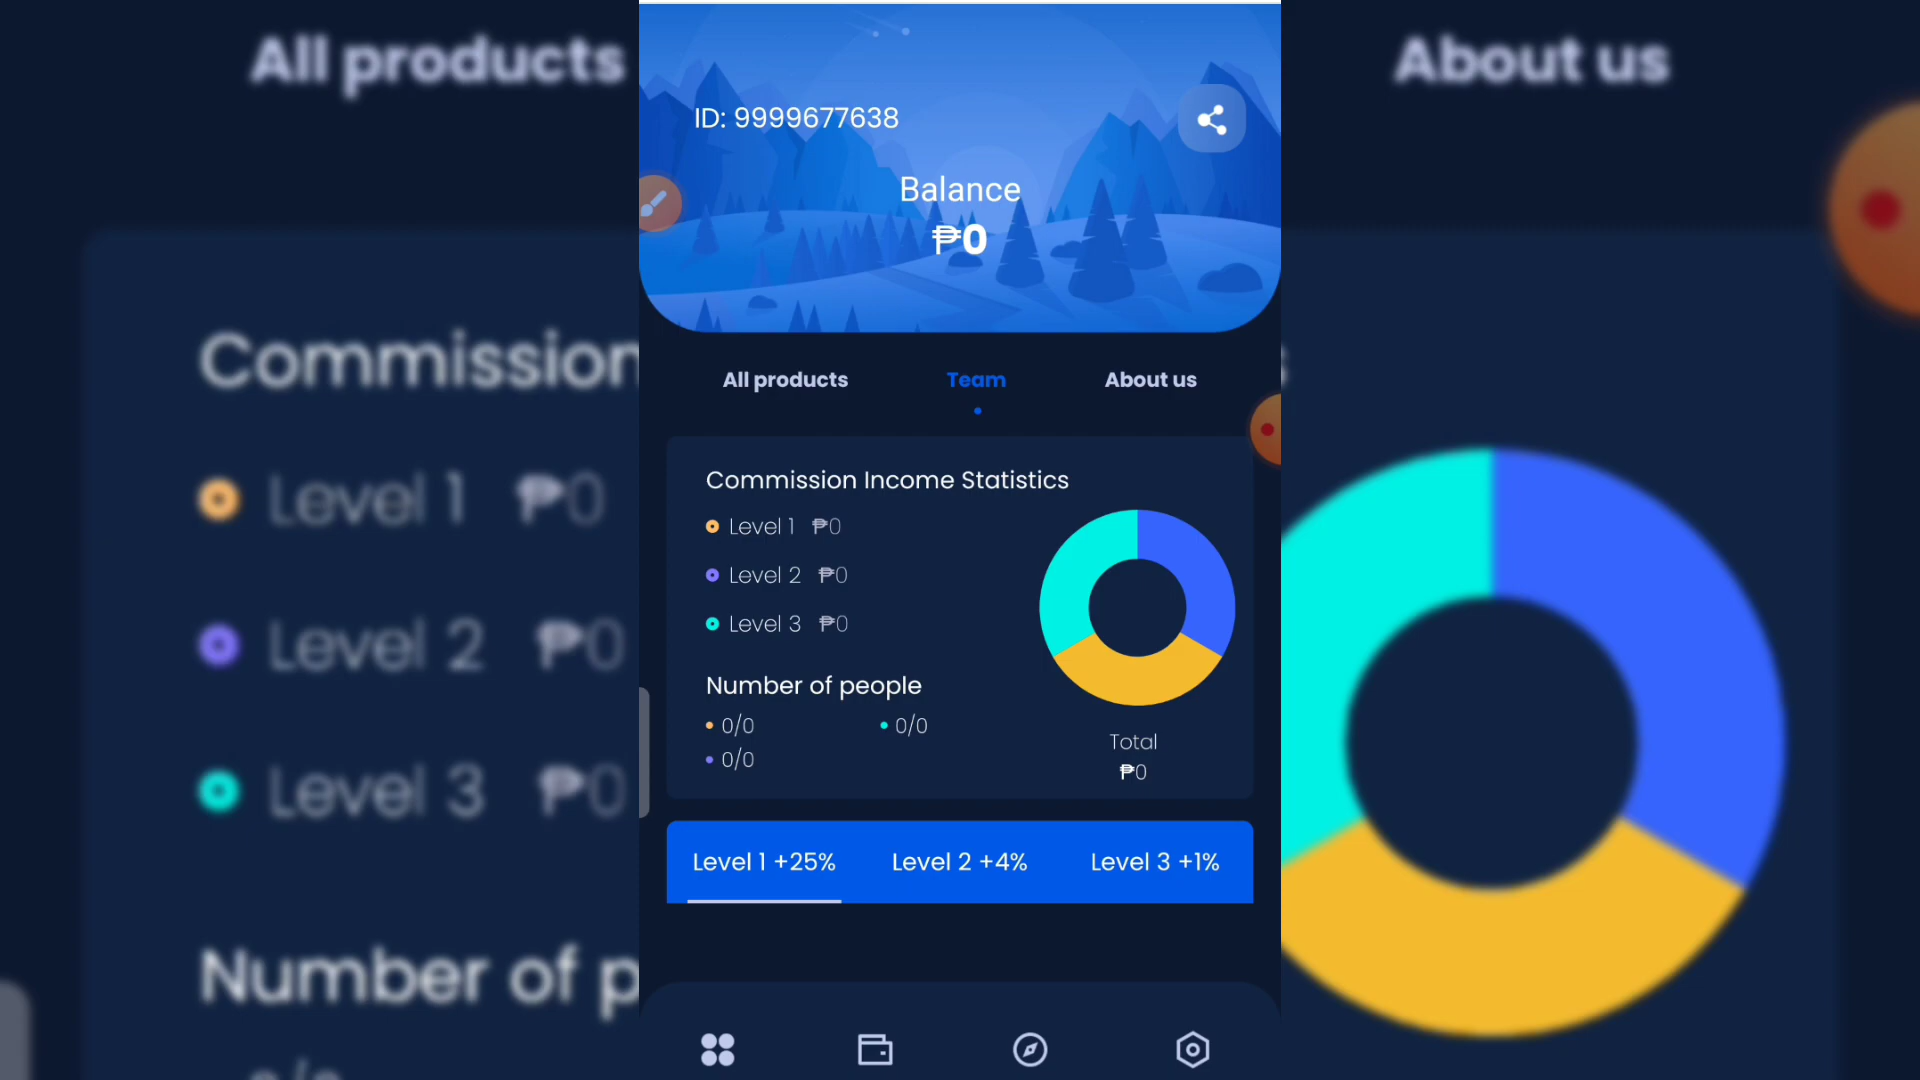 All products
About us
ID: 9999677638
Balance
₱0
All products
Team
About us
Commission
Commission Income Statistics
Level 1 ₱0
Level 2 ₱0
Level 3 ₱0
Level 1 ₱0
Level 2 ₱0
Level 3 ₱0
Number of people
0/0
0/0
0/0
Total
₱0
Number of p
Level 1 +25%
Level 2 +4%
Level 3 +1%